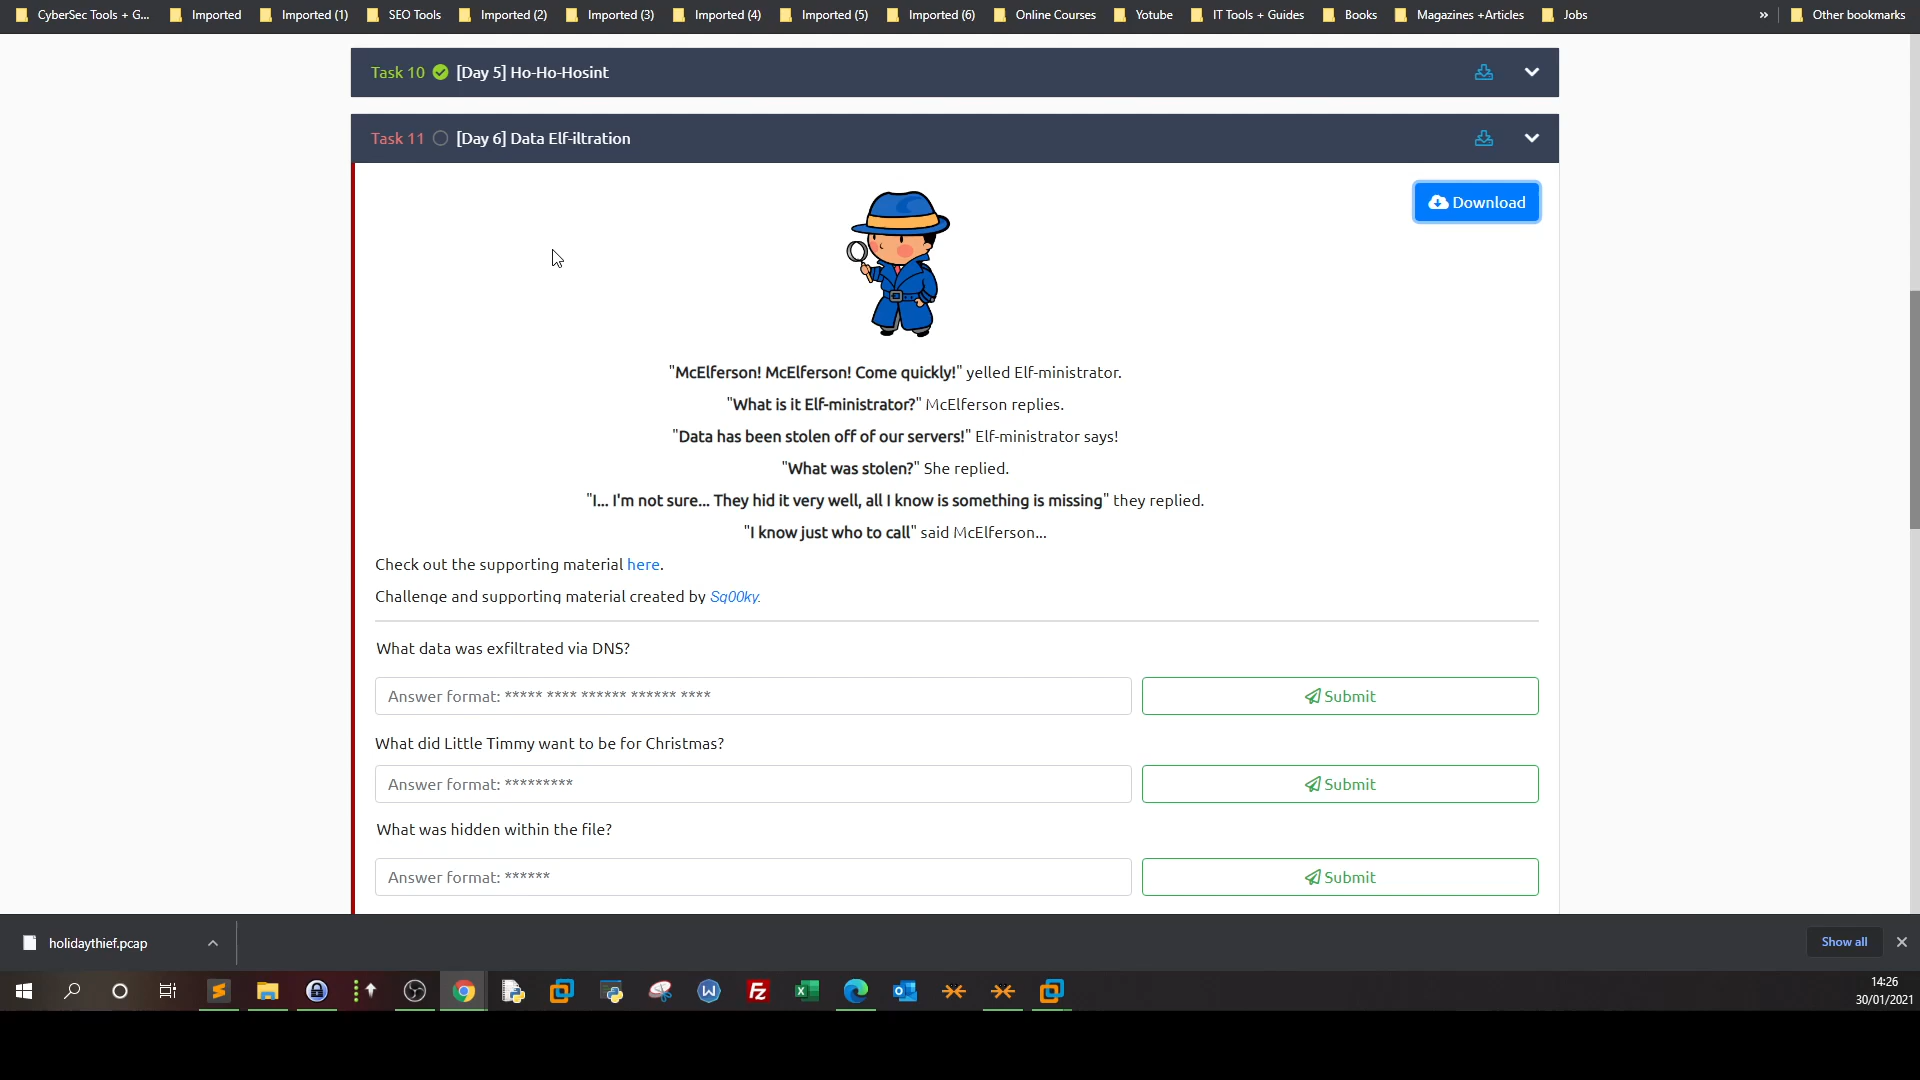 CyberSec Tools + G... Imported Imported (1) SEO Tools Imported (2) Imported (3) Imported (4) Imported (5) Imported (6) Online Courses Yotube IT Tools + Guides Books Magazines +Articles Jobs » Other bookmarks
Task 10 [Day 5] Ho-Ho-Hosint
Task 11 [Day 6] Data Elf-iltration
Download
"McElferson! McElferson! Come quickly!" yelled Elf-ministrator.
"What is it Elf-ministrator?" McElferson replies.
"Data has been stolen off of our servers!" Elf-ministrator says!
"What was stolen?" She replied.
"I... I'm not sure... They hid it very well, all I know is something is missing" they replied.
"I know just who to call" said McElferson...
Check out the supporting material here.
Challenge and supporting material created by Sq00ky.
What data was exfiltrated via DNS?
Answer format: ***** **** ****** ****** **** Submit
What did Little Timmy want to be for Christmas?
Answer format: ********* Submit
What was hidden within the file?
Answer format: ****** Submit
holidaythief.pcap Show all
W Fz X O
14:26
30/01/2021